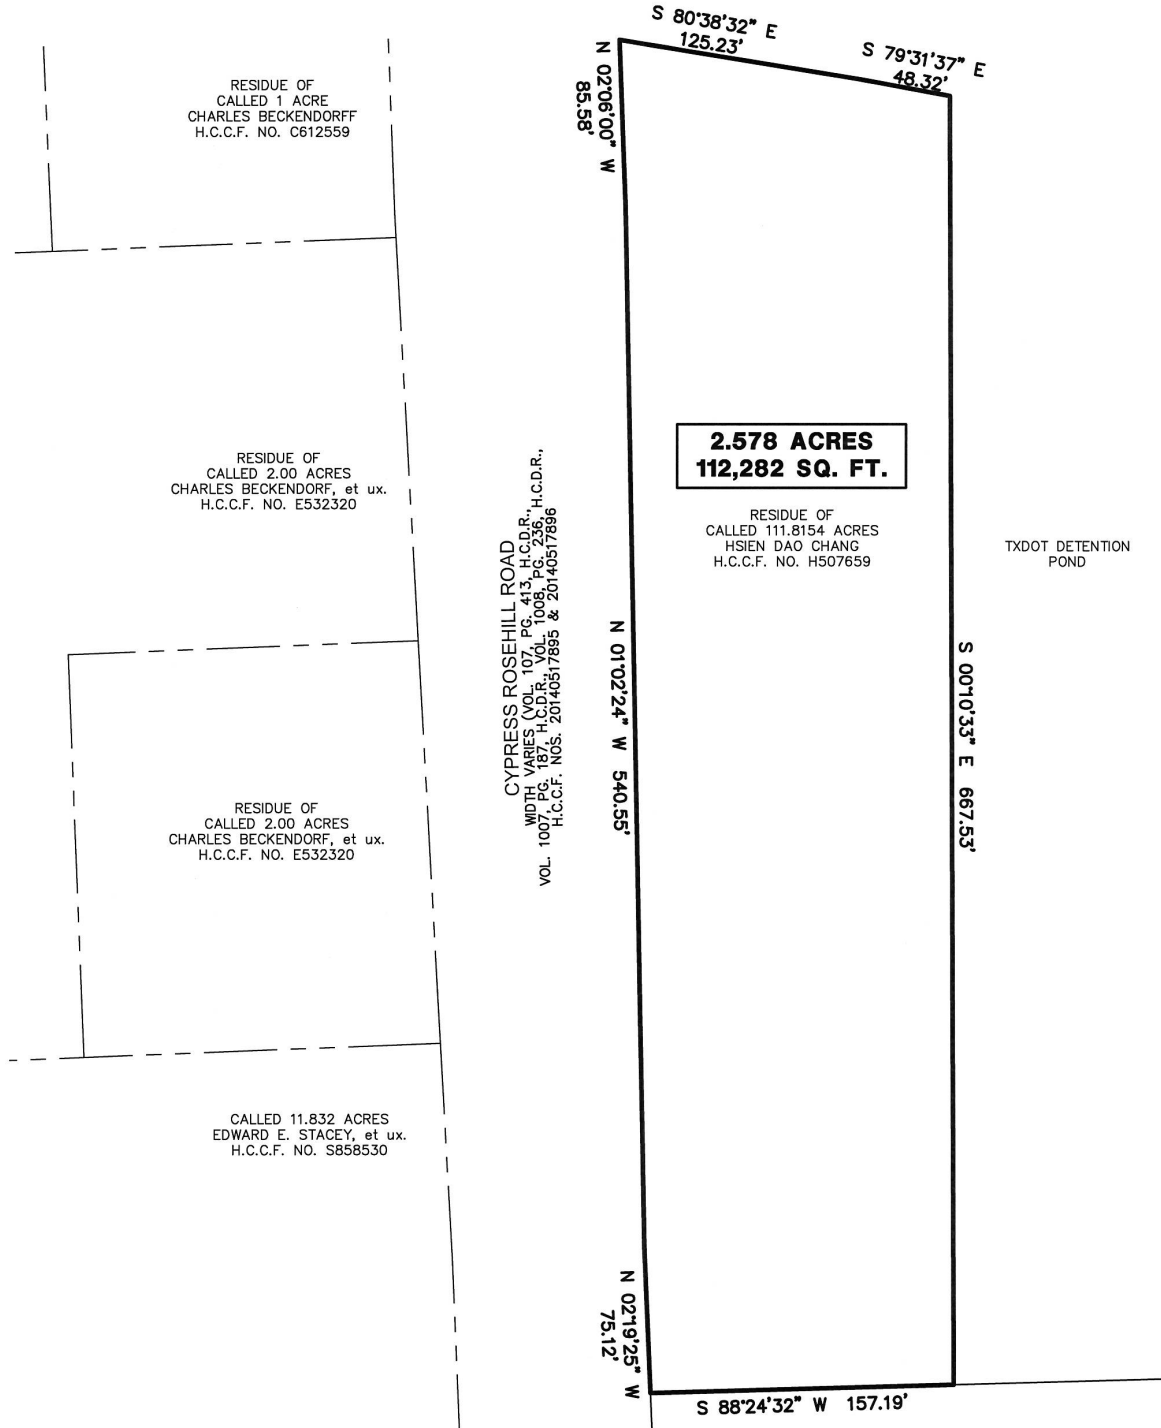 S 80°38'32" E
125.23'
S 79°31'37" E
48.32'
N 02°06'00" W
85.58'
RESIDUE OF
CALLED 1 ACRE
CHARLES BECKENDORFF
H.C.C.F. NO. C612559
2.578 ACRES
112,282 SQ. FT.
RESIDUE OF
CALLED 2.00 ACRES
CHARLES BECKENDORF, et ux.
H.C.C.F. NO. E532320
RESIDUE OF
CALLED 111.8154 ACRES
HSIEN DAO CHANG
H.C.C.F. NO. H507659
TXDOT DETENTION
POND
CYPRESS ROSEHILL ROAD
WIDTH VARIES (VOL. 107, PG. 413, H.C.D.R.,
VOL. 1007, PG. 187, H.C.D.R., VOL. 1008, PG. 236, H.C.D.R.,
H.C.C.F. NOS. 20140517895 & 20140517896
N 01°02'24" W 540.55'
S 00°10'33" E 667.53'
RESIDUE OF
CALLED 2.00 ACRES
CHARLES BECKENDORF, et ux.
H.C.C.F. NO. E532320
CALLED 11.832 ACRES
EDWARD E. STACEY, et ux.
H.C.C.F. NO. S858530
N 02°19'25" W
75.12'
S 88°24'32" W 157.19'